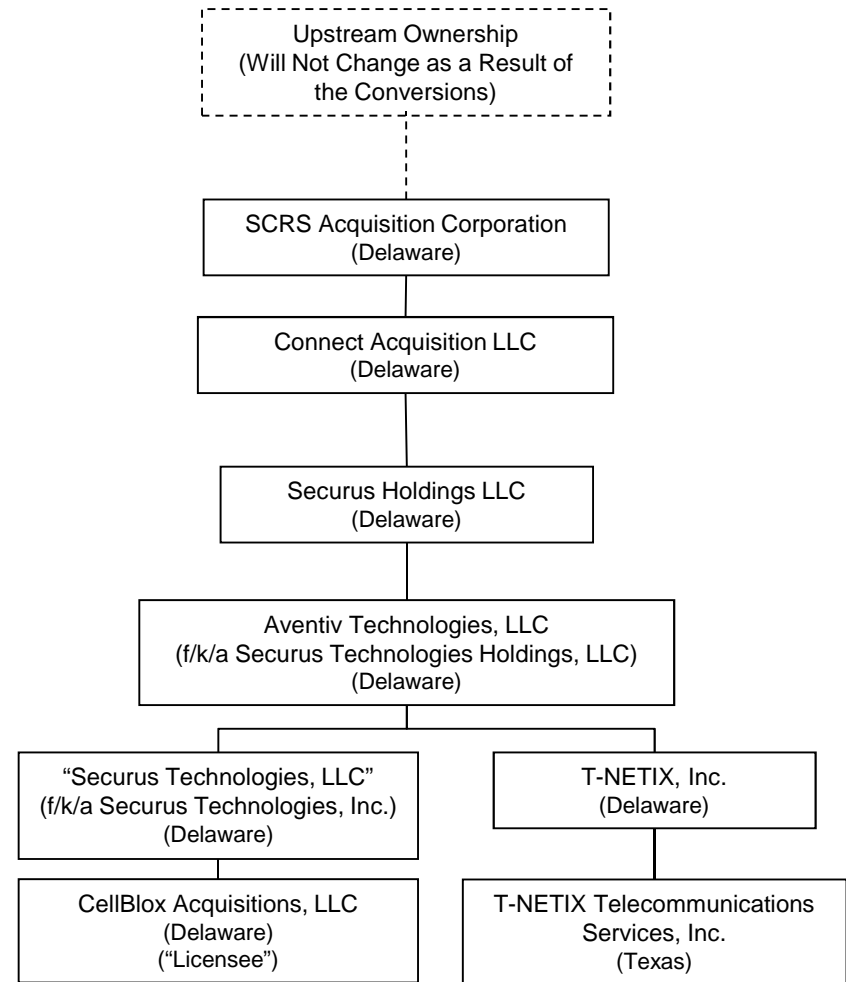 Upstream Ownership
(Will Not Change as a Result of
the Conversions)
SCRS Acquisition Corporation
(Delaware)
Connect Acquisition LLC
(Delaware)
Securus Holdings LLC
(Delaware)
Aventiv Technologies, LLC
(f/k/a Securus Technologies Holdings, LLC)
(Delaware)
“Securus Technologies, LLC”
(f/k/a Securus Technologies, Inc.)
(Delaware)
T-NETIX, Inc.
(Delaware)
CellBlox Acquisitions, LLC
(Delaware)
(“Licensee”)
T-NETIX Telecommunications
Services, Inc.
(Texas)